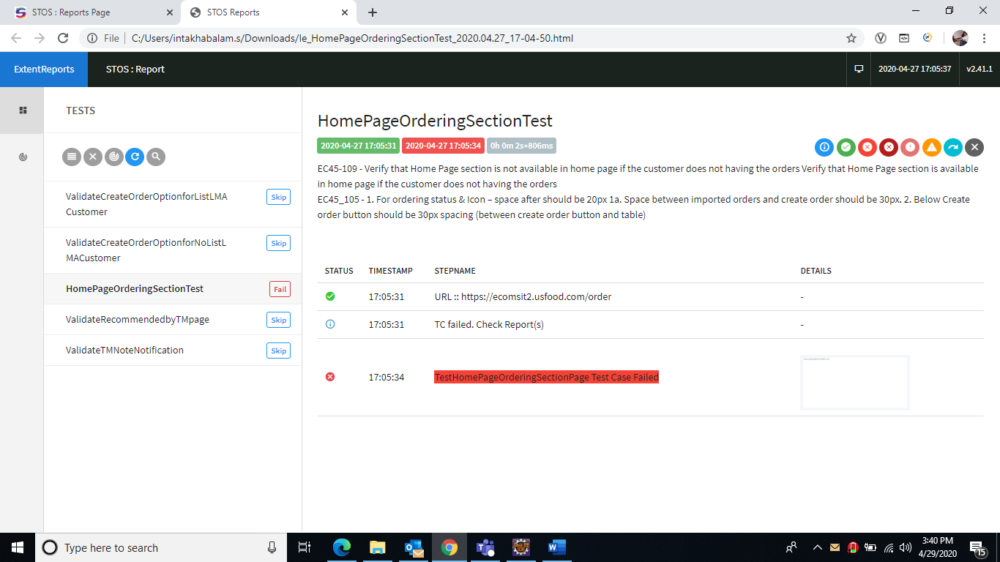 STOS : Reports Page
STOS Reports
File
C:/Users/intakhabalam.s/Downloads/le_HomePageOrderingSectionTest_2020.04.27_17-04-50.html
ExtentReports
STOS : Report
2020-04-27 17:05:37
v2.41.1
TESTS
ValidateCreateOrderOptionforListLMA
Customer
Skip
ValidateCreateOrderOptionforNoListL
MACustomer
Skip
HomePageOrderingSectionTest
Fail
ValidateRecommendedbyTMpage
Skip
ValidateTMNoteNotification
Skip
HomePageOrderingSectionTest
2020-04-27 17:05:31 2020-04-27 17:05:34 0h 0m 2s+806ms
EC45-109 - Verify that Home Page section is not available in home page if the customer does not having the orders Verify that Home Page section is available
in home page if the customer does not having the orders
EC45_105 - 1. For ordering status & Icon – space after should be 20px 1a. Space between imported orders and create order should be 30px. 2. Below Create
order button should be 30px spacing (between create order button and table)
STATUS TIMESTAMP STEPNAME DETAILS
17:05:31 URL :: https://ecomsit2.usfood.com/order -
17:05:31 TC failed. Check Report(s) -
17:05:34 TestHomePageOrderingSectionPage Test Case Failed
Type here to search
3:40 PM
4/29/2020
15